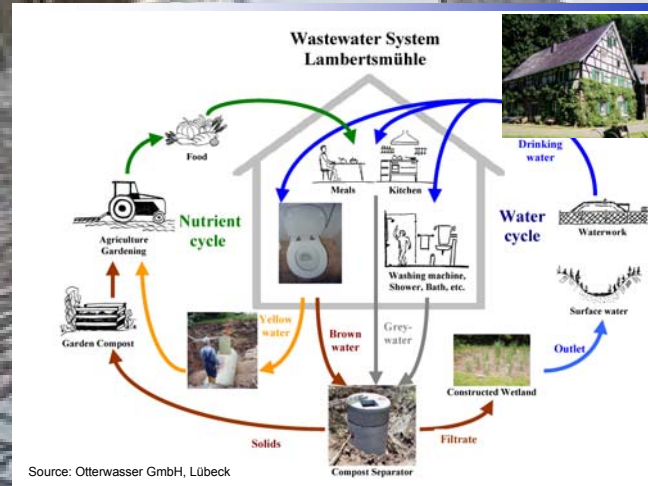 Wastewater System
Lambertsmühle
Food
Drinking
water
Meals
Kitchen
Nutrient
cycle
Water
cycle
Agriculture
Gardening
Waterwork
Washing machine,
Shower, Bath, etc.
Surface water
Garden Compost
Yellow
water
Brown
water
Grey-
water
Outlet
Constructed Wetland
Solids
Filtrate
Compost Separator
Source: Otterwasser GmbH, Lübeck